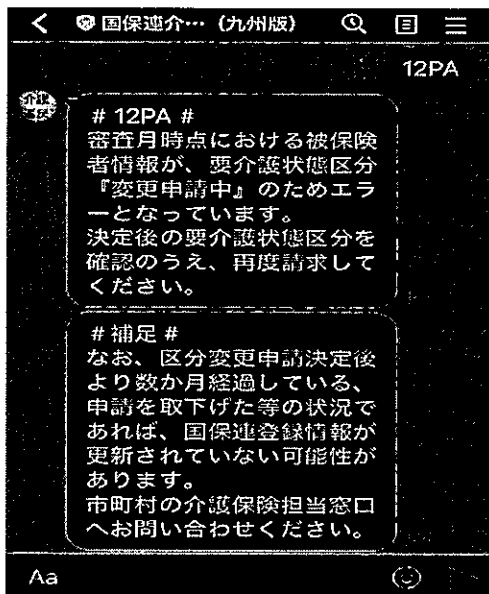 国保連介… (九州版)
12PA
# 12PA #
審査月時点における被保険
者情報が、要介護状態区分
『変更申請中』のためエラ
ーとなっています。
決定後の要介護状態区分を
確認のうえ、再度請求して
ください。
# 補足 #
なお、区分変更申請決定後
より数か月経過している、
申請を取下げた等の状況で
あれば、国保連登録情報が
更新されていない可能性が
あります。
市町村の介護保険担当窓口
へお問い合わせください。
Aa